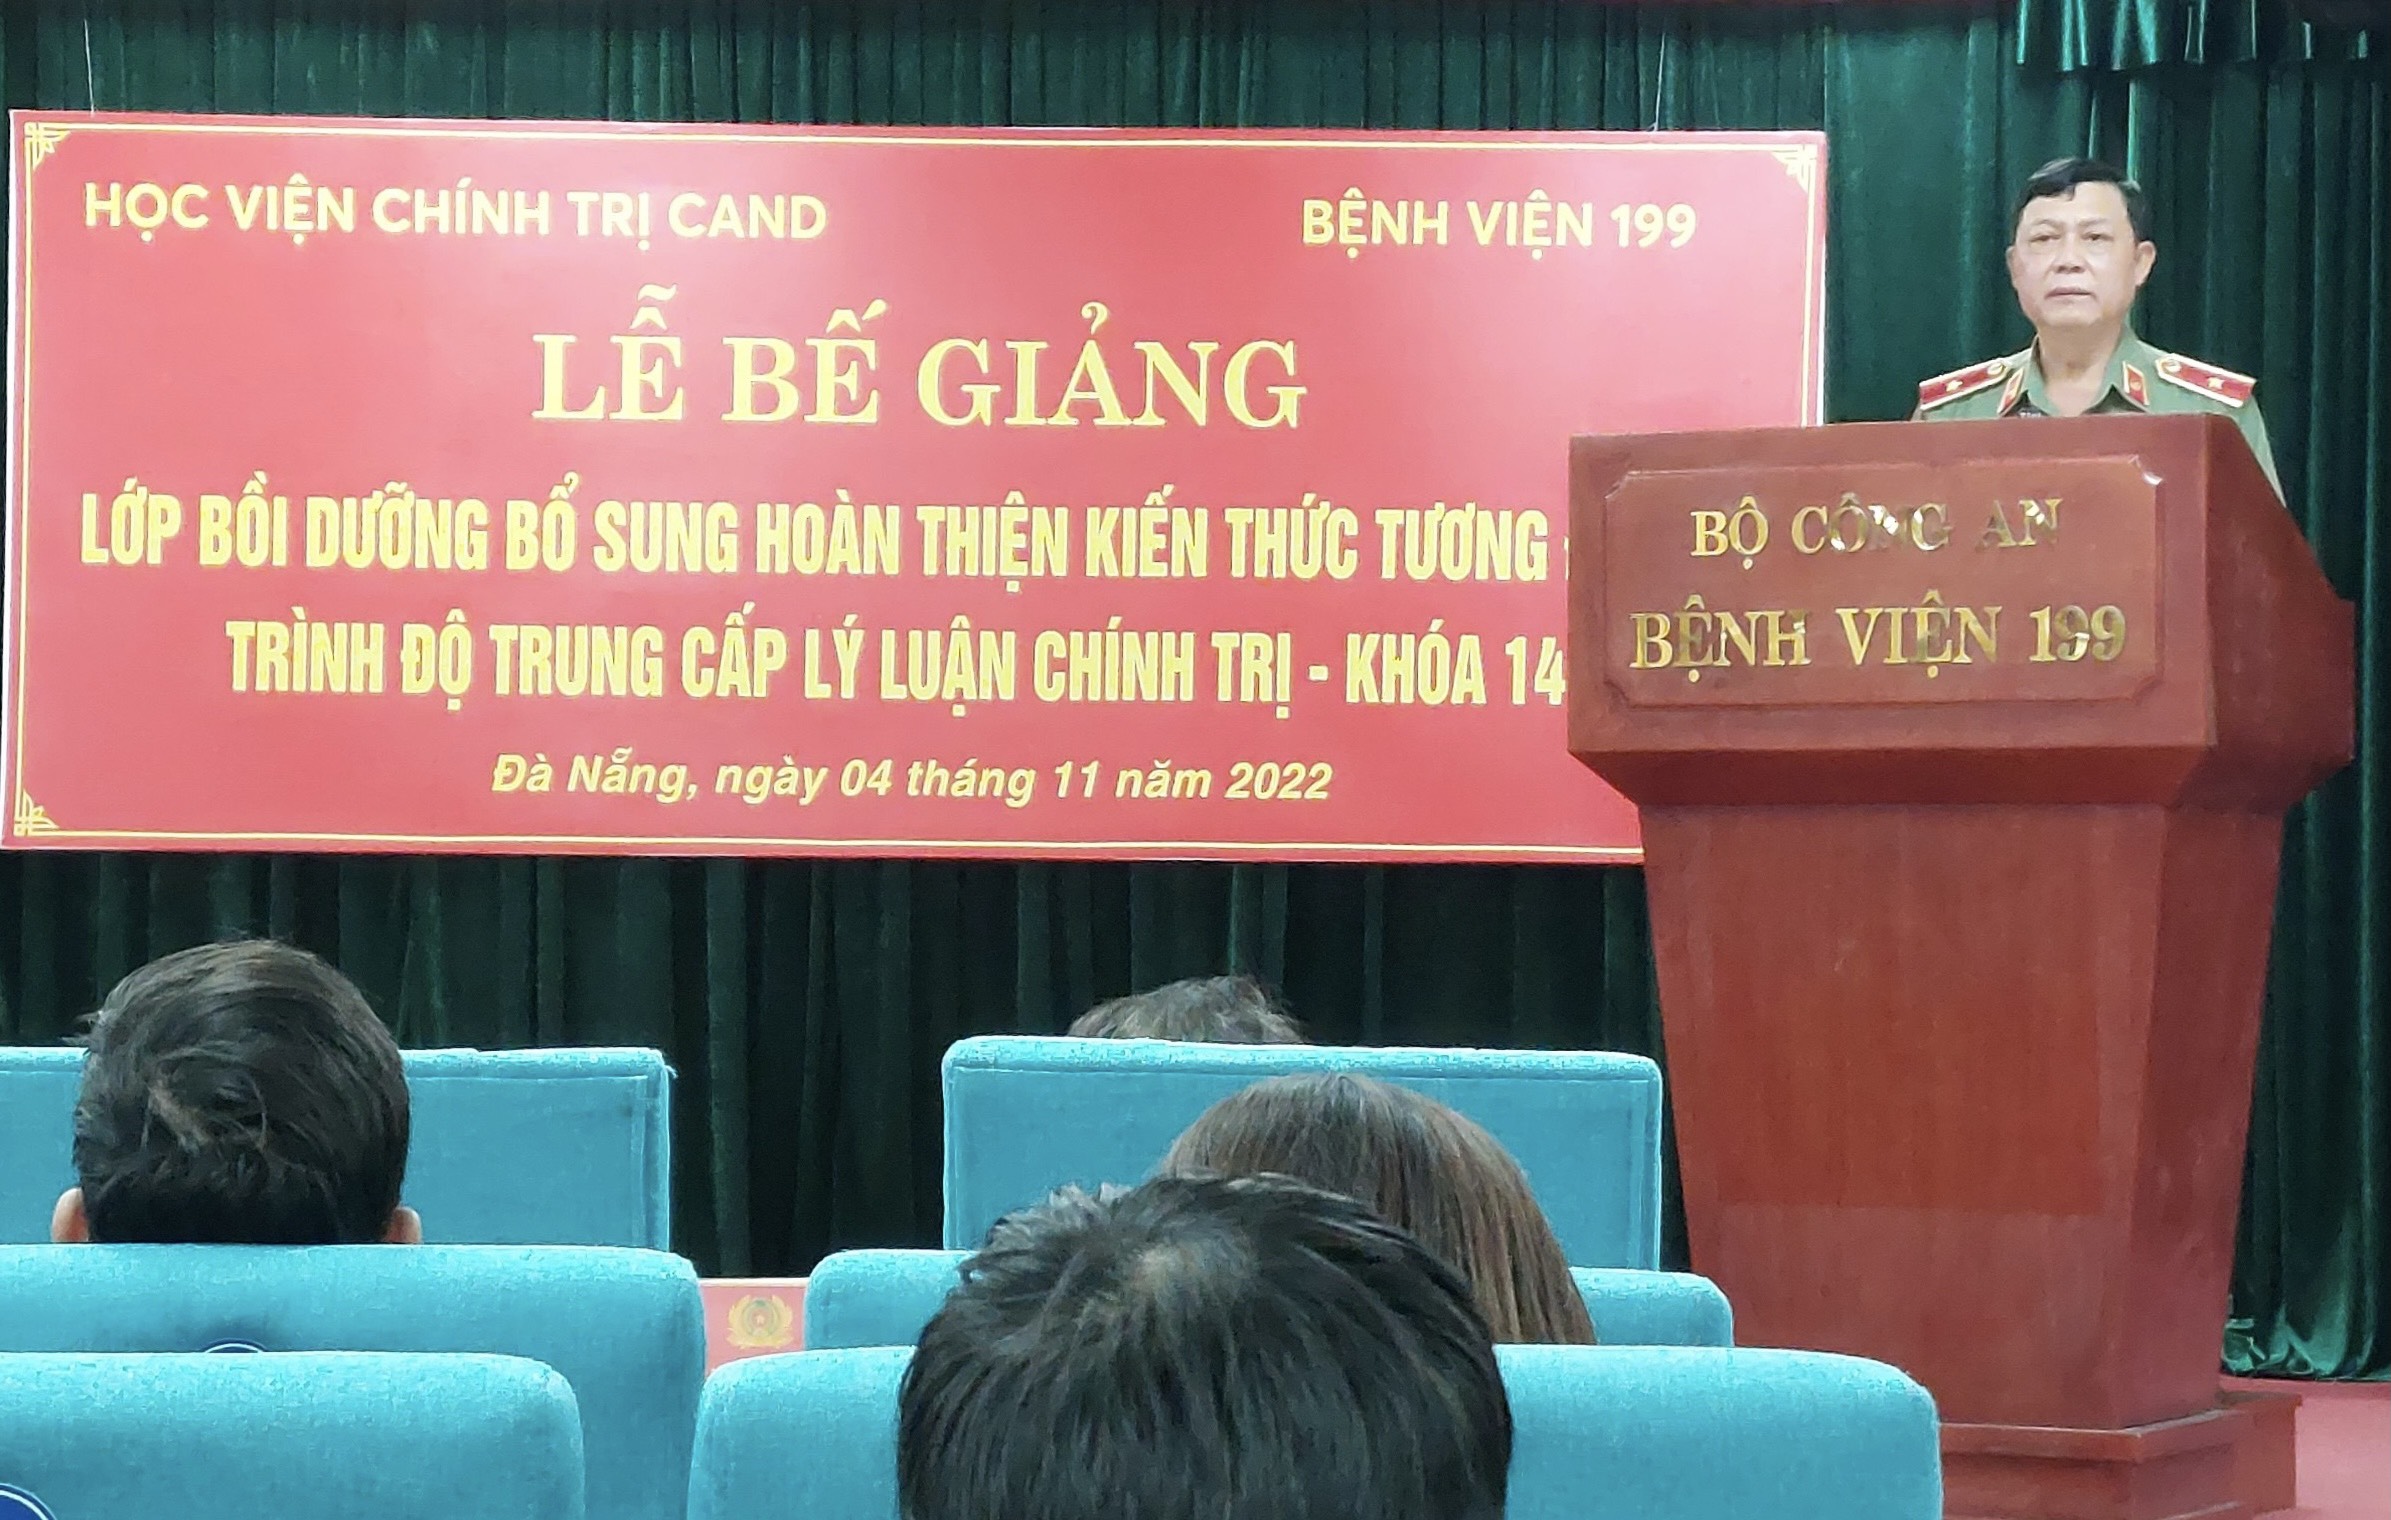 HỌC VIỆN CHÍNH TRỊ CAND
BỆNH VIỆN 199
LỄ BẾ GIẢNG
LỚP BỒI DƯỠNG BỔ SUNG HOÀN THIỆN KIẾN THỨC TƯƠNG
TRÌNH ĐỘ TRUNG CẤP LÝ LUẬN CHÍNH TRỊ - KHÓA 14
Đà Nẵng, ngày 04 tháng 11 năm 2022
BỘ CÔNG AN
BỆNH VIỆN 199